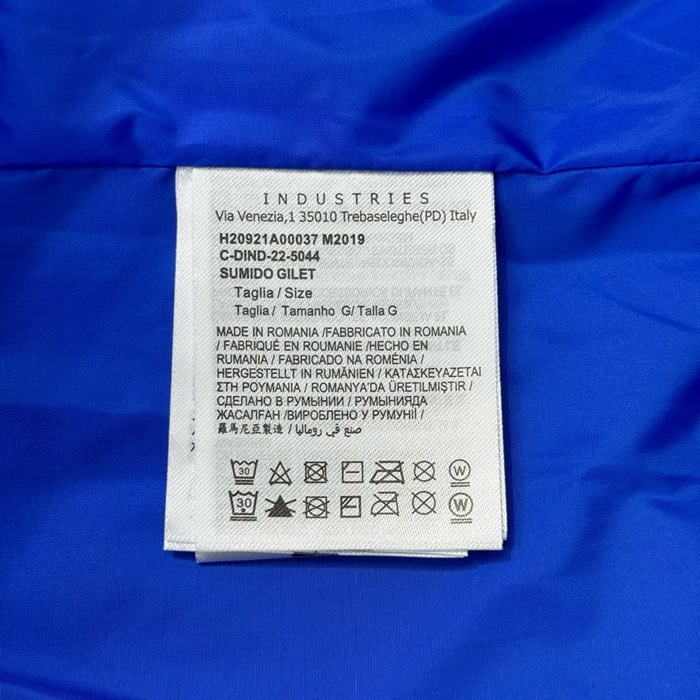 INDUSTRIES
Via Venezia,1 35010 Trebaseleghe(PD) Italy
H20921A00037 M2019
C-DIND-22-5044
SUMIDO GILET
Taglia / Size
Taglia / Tamanho G/ Talla G
MADE IN ROMANIA /FABBRICATO IN ROMANIA
/ FABRIQUÉ EN ROUMANIE /HECHO EN
RUMANIA / FABRICADO NA ROMÉNIA /
HERGESTELLT IN RUMÄNIEN / ΚΑΤΑΣΚΕΥΑΖΕΤΑΙ
ΣΤΗ ΡΟΥΜΑΝΙΑ / ROMANYA'DA ÜRETILMIŞTIR /
СДЕЛАНО В РУМЫНИИ / РУМЫНИЯДА
ЖАСАЛҒАН /ВИРОБЛЕНО У РУМУНІЇ /
羅馬尼亞製造 / صنع في رومانيا
30 W
30 W